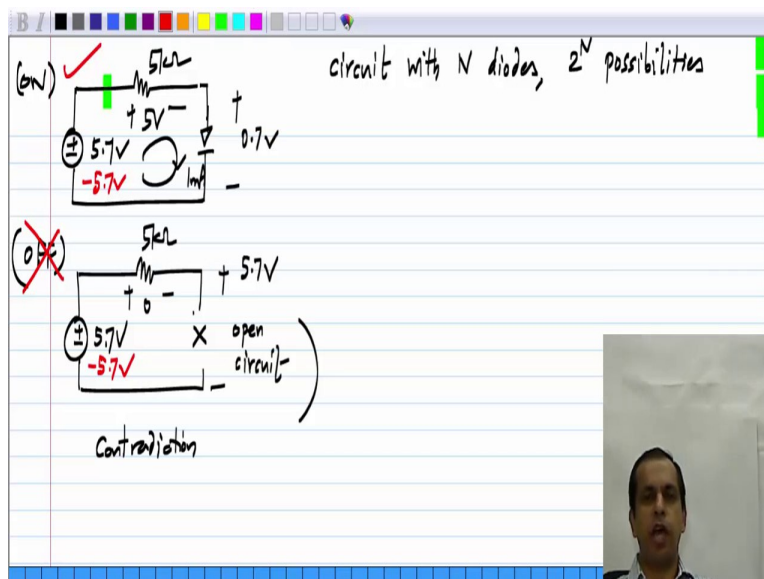 B I
circuit with N diodes, 2^N possibilities
(ON) ✓
5kΩ
+ 5V −
+
0.7V
−
± 5.7V
-5.7V
1mA
(OFF)
5kΩ
+ 0 −
+ 5.7V
± 5.7V
-5.7V
X open
circuit
−
Contradiction